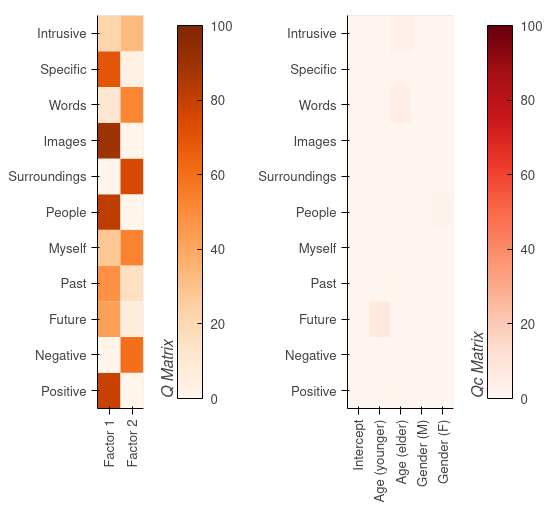 Intrusive
Specific
Words
Images
Surroundings
People
Myself
Past
Future
Negative
Positive
Factor 1
Factor 2
100
80
60
40
20
0
Q Matrix
Intrusive
Specific
Words
Images
Surroundings
People
Myself
Past
Future
Negative
Positive
Intercept
Age (younger)
Age (elder)
Gender (M)
Gender (F)
100
80
60
40
20
0
Qc Matrix